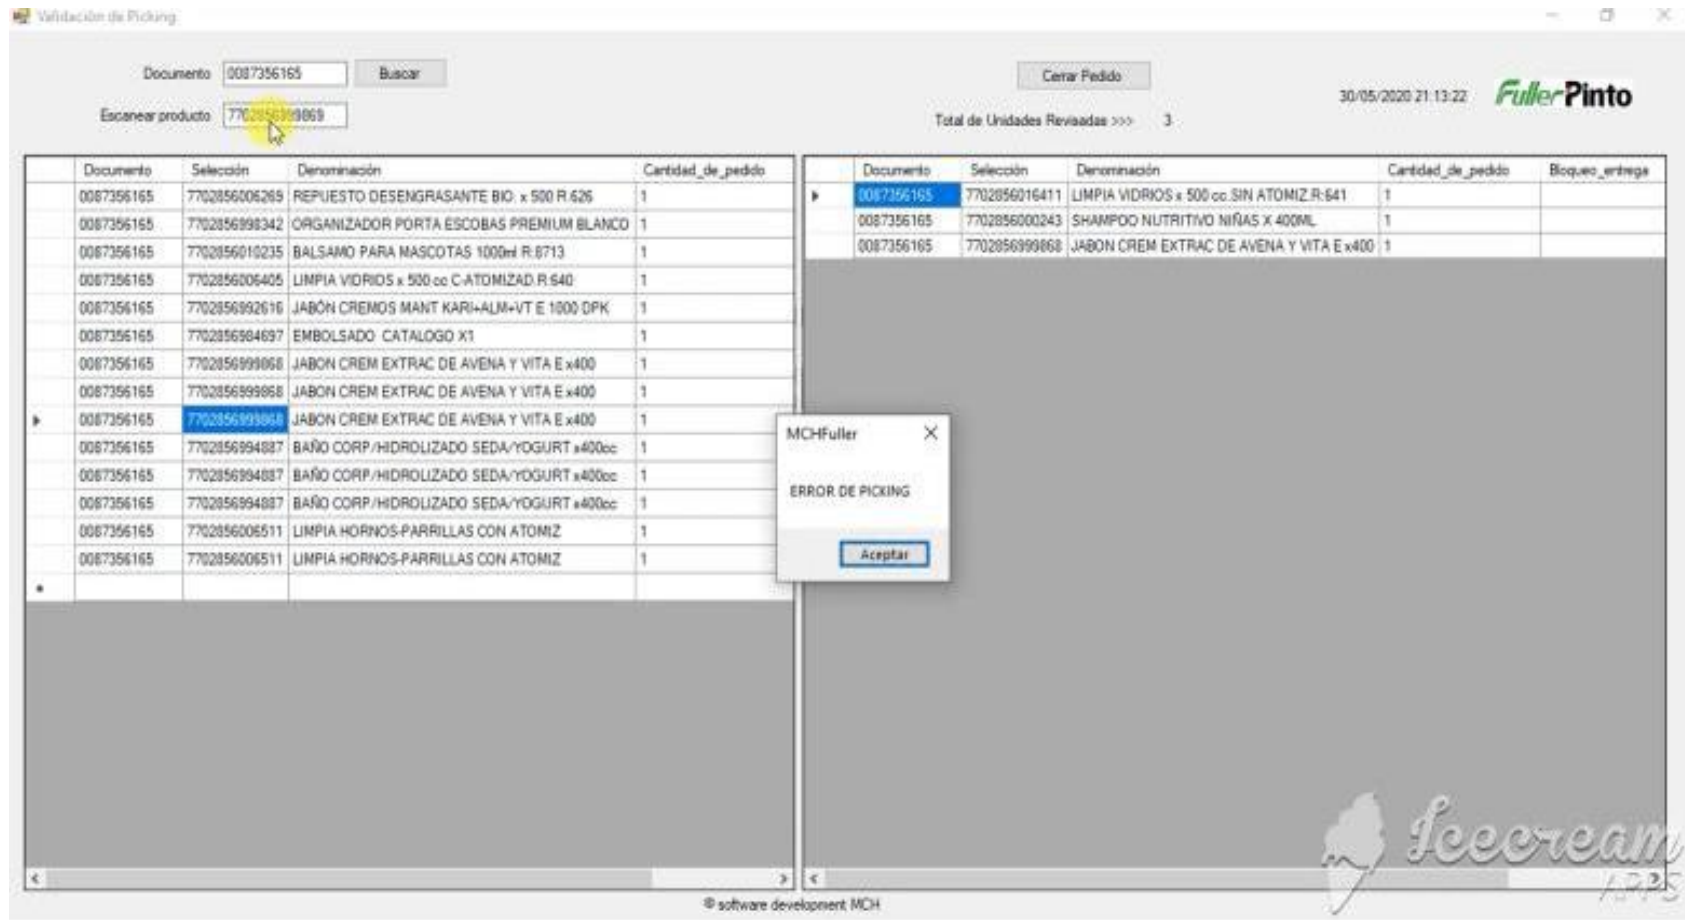 Validación de Picking
Documento 0087356165 Buscar
Cerrar Pedido
30/05/2020 21:13:22
FullerPinto
Escanear producto 7702856999869
Total de Unidades Revisadas >>> 3
Documento Selección Denominación Cantidad_de_pedido
0087356165 7702856006269 REPUESTO DESENGRASANTE BIO. x 500 R.626 1
0087356165 7702856998342 ORGANIZADOR PORTA ESCOBAS PREMIUM BLANCO 1
0087356165 7702856010235 BALSAMO PARA MASCOTAS 1000ml R:8713 1
0087356165 7702856006405 LIMPIA VIDRIOS x 500 cc C-ATOMIZAD.R:640 1
0087356165 7702856992616 JABÓN CREMOS MANT KARI+ALM+VT E 1000 DPK 1
0087356165 7702856984697 EMBOLSADO CATALOGO X1 1
0087356165 7702856999868 JABON CREM EXTRAC DE AVENA Y VITA E x400 1
0087356165 7702856999868 JABON CREM EXTRAC DE AVENA Y VITA E x400 1
0087356165 7702856999868 JABON CREM EXTRAC DE AVENA Y VITA E x400 1
0087356165 7702856994887 BAÑO CORP/HIDROLIZADO SEDA/YOGURT x400cc 1
0087356165 7702856994887 BAÑO CORP/HIDROLIZADO SEDA/YOGURT x400cc 1
0087356165 7702856994887 BAÑO CORP/HIDROLIZADO SEDA/YOGURT x400cc 1
0087356165 7702856006511 LIMPIA HORNOS-PARRILLAS CON ATOMIZ 1
0087356165 7702856006511 LIMPIA HORNOS-PARRILLAS CON ATOMIZ 1
Documento Selección Denominación Cantidad_de_pedido Bloqueo_entrega
0087356165 7702856016411 LIMPIA VIDRIOS x 500 cc.SIN ATOMIZ.R:641 1
0087356165 7702856000243 SHAMPOO NUTRITIVO NIÑAS X 400ML 1
0087356165 7702856999868 JABON CREM EXTRAC DE AVENA Y VITA E x400 1
MCHFuller
ERROR DE PICKING
Aceptar
Icecream
APPS
© software development MCH